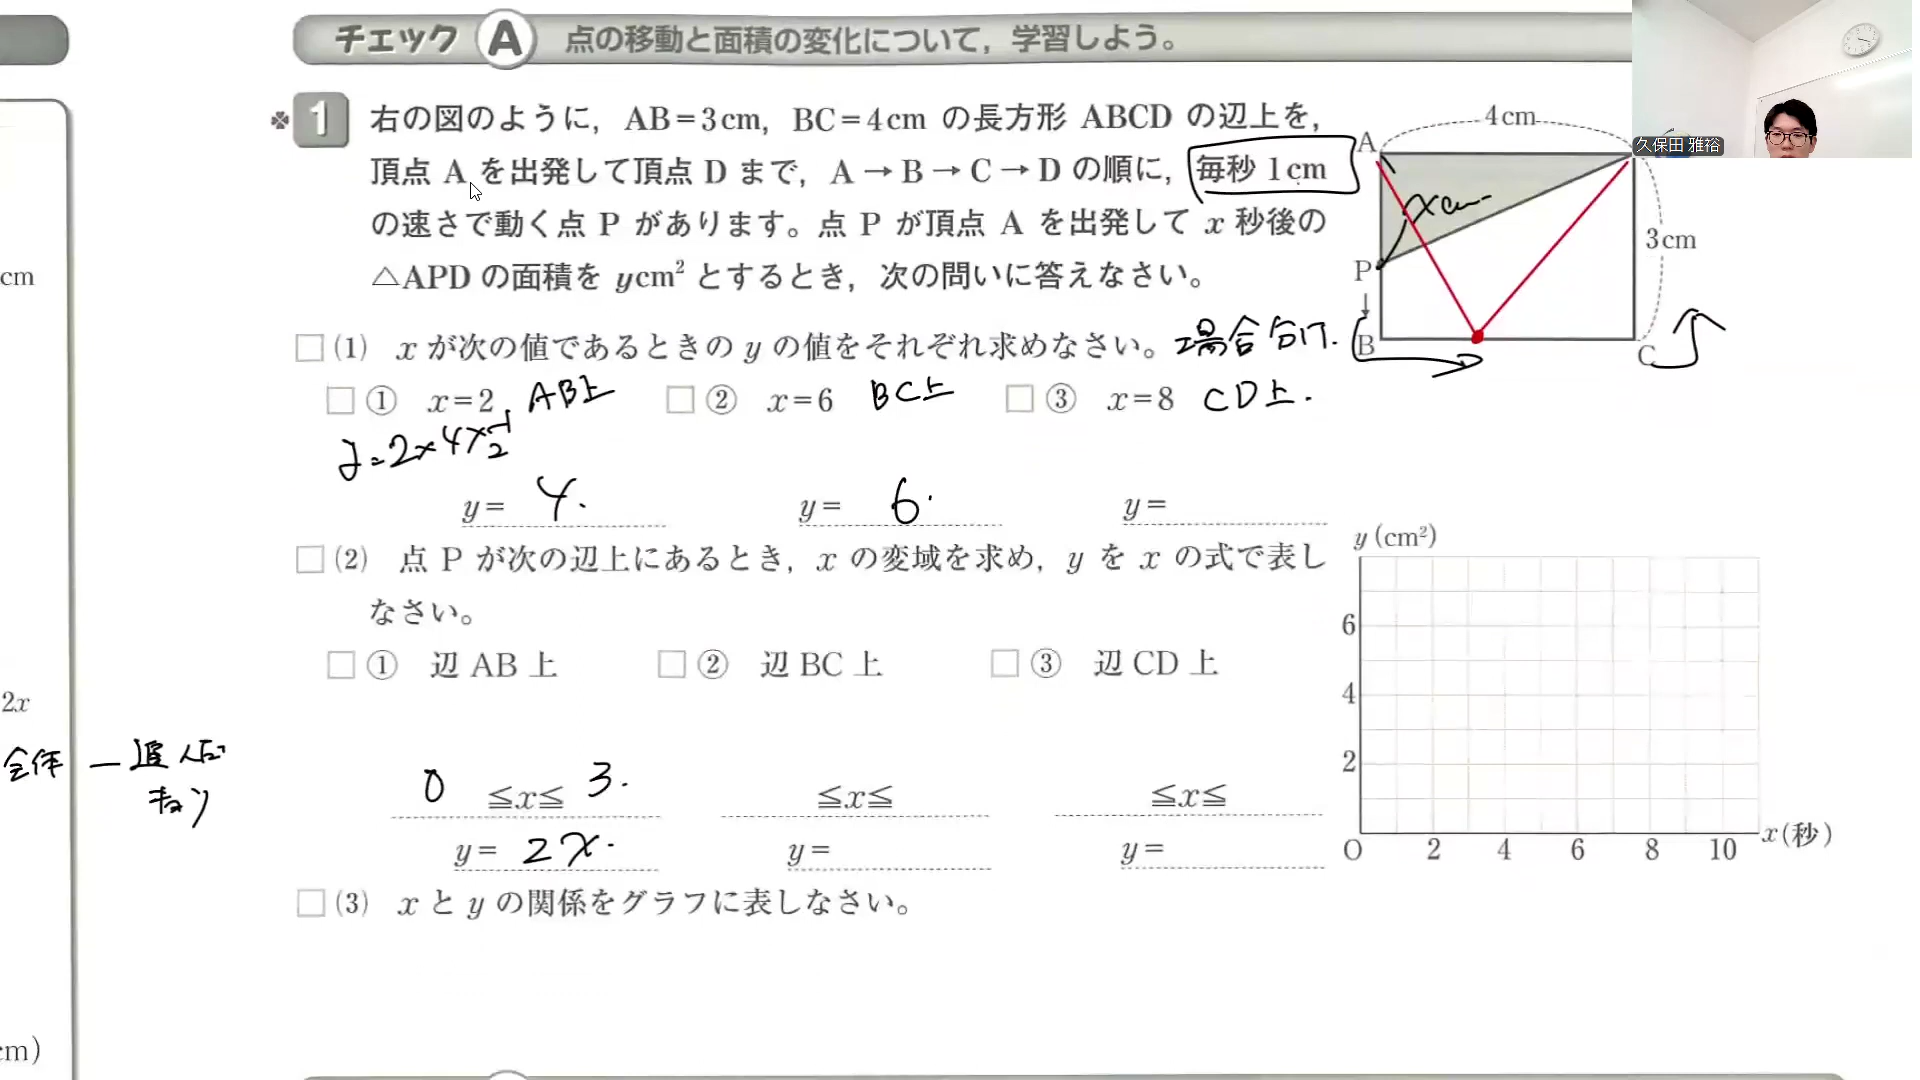 チェック A 点の移動と面積の変化について，学習しよう。
1 右の図のように，AB＝3cm，BC＝4cm の長方形 ABCD の辺上を，
頂点 A を出発して頂点 D まで，A→B→C→D の順に，毎秒 1cm
の速さで動く点 P があります。点 P が頂点 A を出発して x 秒後の
△APD の面積を ycm² とするとき，次の問いに答えなさい。
4cm
久保田 雅裕
A
xcm
3cm
P
↓
B
C
cm
(1) x が次の値であるときの y の値をそれぞれ求めなさい。 場合分け.
① x=2 AB上 ② x=6 BC上 ③ x=8 CD上.
y=2×4×1/2
y= 4. y= 6. y=
(2) 点 P が次の辺上にあるとき，x の変域を求め，y を x の式で表し
なさい。
① 辺 AB 上 ② 辺 BC 上 ③ 辺 CD 上
2x
全体 ―
0 ≦x≦ 3. ≦x≦ ≦x≦
y= 2x. y= y=
(3) x と y の関係をグラフに表しなさい。
y (cm²)
6
4
2
O 2 4 6 8 10 x(秒)
cm)